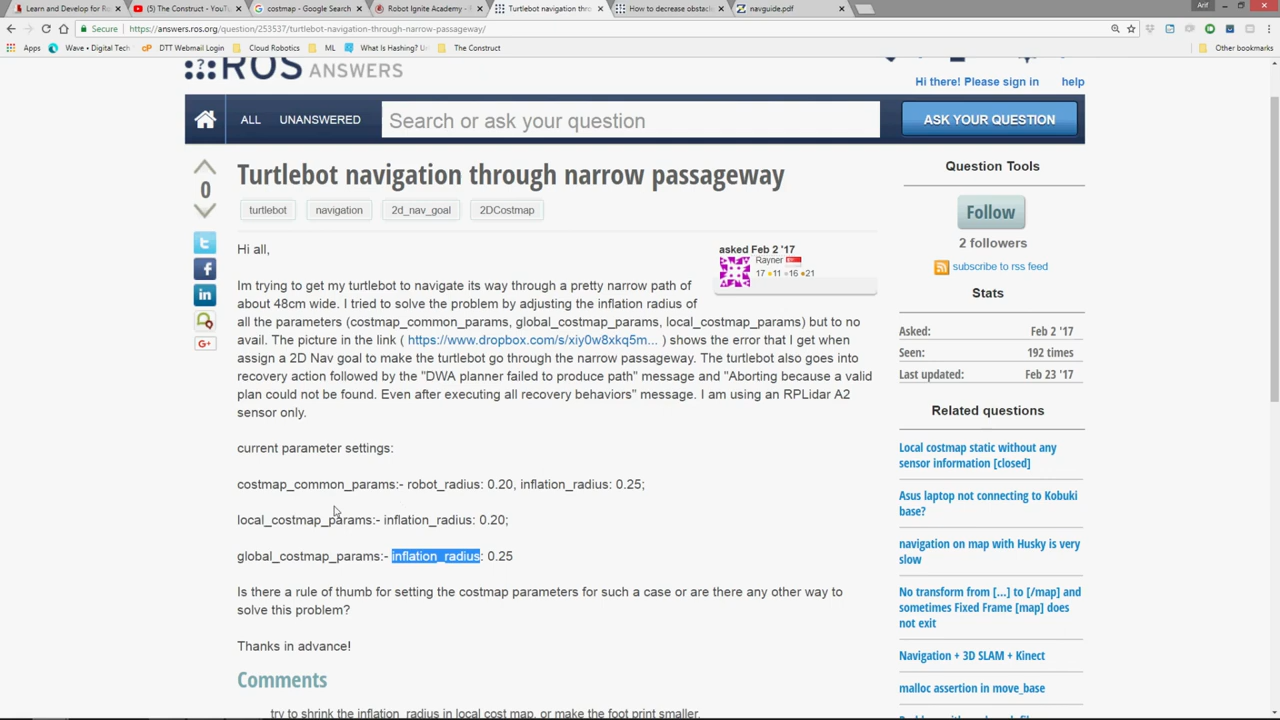 Learn and Develop for Ro
(5) The Construct - YouT
costmap - Google Search
Robot Ignite Academy - R
Turtlebot navigation thro
How to decrease obstac
navguide.pdf
Arif
Secure
https://answers.ros.org/question/253537/turtlebot-navigation-through-narrow-passageway/
Apps
Wave • Digital Tech
DTT Webmail Login
Cloud Robotics
ML
What Is Hashing? Un
The Construct
Other bookmarks
ROS ANSWERS
Hi there! Please sign in
help
ALL
UNANSWERED
Search or ask your question
ASK YOUR QUESTION
0
Turtlebot navigation through narrow passageway
turtlebot
navigation
2d_nav_goal
2DCostmap
asked Feb 2 '17
Rayner
17 ●11 ●16 ●21
Hi all,
Im trying to get my turtlebot to navigate its way through a pretty narrow path of
about 48cm wide. I tried to solve the problem by adjusting the inflation radius of
all the parameters (costmap_common_params, global_costmap_params, local_costmap_params) but to no
avail. The picture in the link ( https://www.dropbox.com/s/xiy0w8xkq5m... ) shows the error that I get when
assign a 2D Nav goal to make the turtlebot go through the narrow passageway. The turtlebot also goes into
recovery action followed by the "DWA planner failed to produce path" message and "Aborting because a valid
plan could not be found. Even after executing all recovery behaviors" message. I am using an RPLidar A2
sensor only.
current parameter settings:
costmap_common_params:- robot_radius: 0.20, inflation_radius: 0.25;
local_costmap_params:- inflation_radius: 0.20;
global_costmap_params:- inflation_radius: 0.25
Is there a rule of thumb for setting the costmap parameters for such a case or are there any other way to
solve this problem?
Thanks in advance!
Comments
try to shrink the inflation_radius in local cost map, or make the foot print smaller.
Question Tools
Follow
2 followers
subscribe to rss feed
Stats
Asked: Feb 2 '17
Seen: 192 times
Last updated: Feb 23 '17
Related questions
Local costmap static without any
sensor information [closed]
Asus laptop not connecting to Kobuki
base?
navigation on map with Husky is very
slow
No transform from [...] to [/map] and
sometimes Fixed Frame [map] does
not exit
Navigation + 3D SLAM + Kinect
malloc assertion in move_base